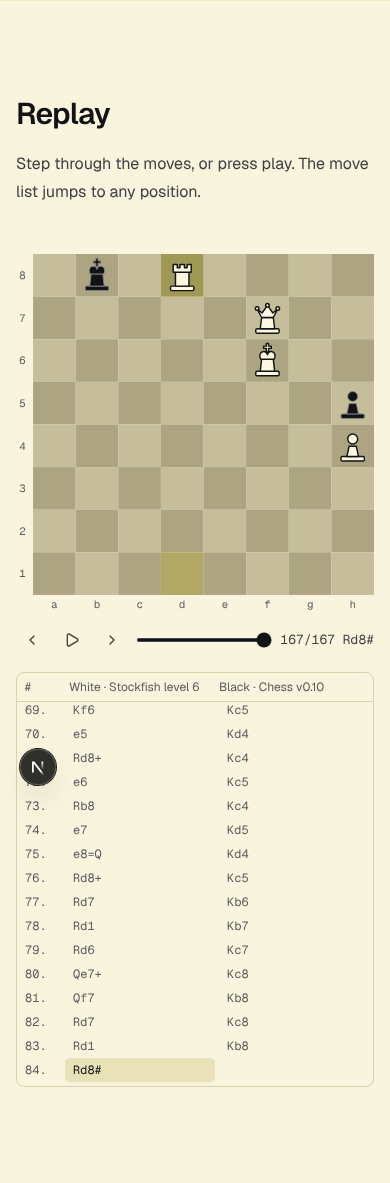 Replay
Step through the moves, or press play. The move
list jumps to any position.
8
7
6
5
4
3
2
1
a b c d e f g h
167/167 Rd8#
# White · Stockfish level 6 Black · Chess v0.10
69. Kf6 Kc5
70. e5 Kd4
Rd8+ Kc4
N
e6 Kc5
73. Rb8 Kc4
74. e7 Kd5
75. e8=Q Kd4
76. Rd8+ Kc5
77. Rd7 Kb6
78. Rd1 Kb7
79. Rd6 Kc7
80. Qe7+ Kc8
81. Qf7 Kb8
82. Rd7 Kc8
83. Rd1 Kb8
84. Rd8#